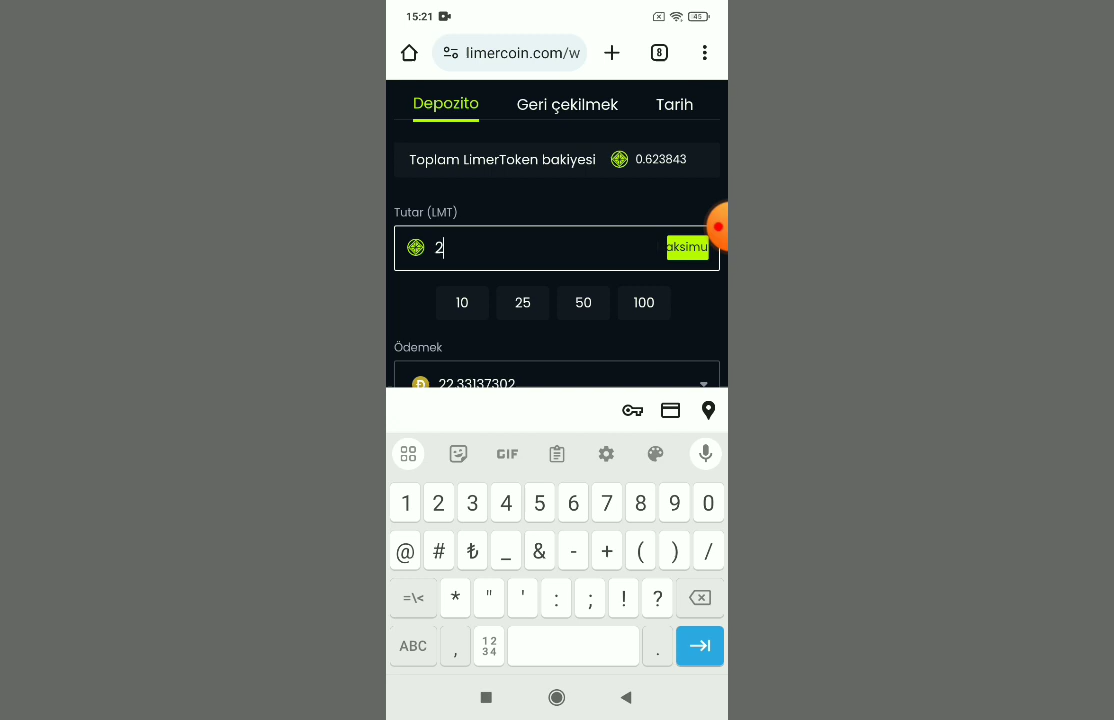 15:21
45
limercoin.com/w
8
Depozito Geri çekilmek Tarih
Toplam LimerToken bakiyesi 0.623843
Tutar (LMT)
2 aksimu
10 25 50 100
Ödemek
22.33137302
GIF
1 2 3 4 5 6 7 8 9 0
@ # ₺ _ & - + ( ) /
=\< * " ' : ; ! ?
ABC , 12 34 .